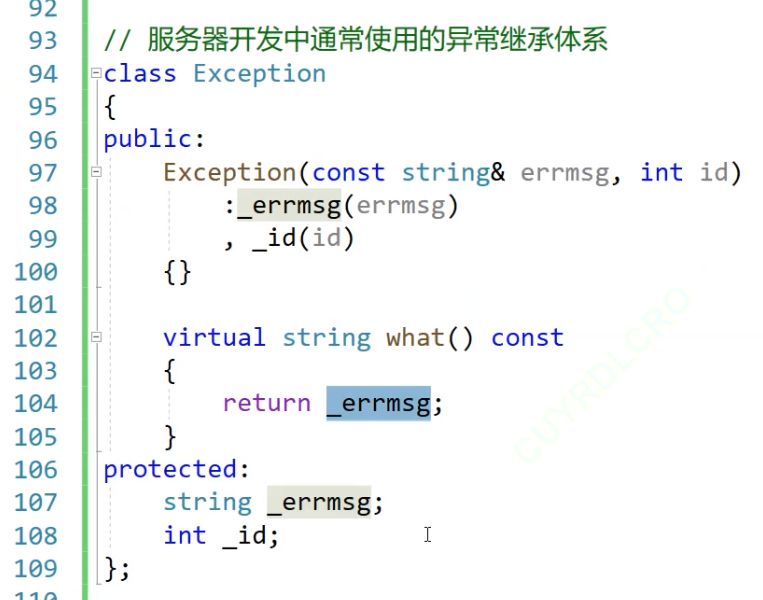 92
93 // 服务器开发中通常使用的异常继承体系
94 class Exception
95 {
96 public:
97 Exception(const string& errmsg, int id)
98 :_errmsg(errmsg)
99 , _id(id)
100 {}
101
102 virtual string what() const
103 {
104 return _errmsg;
105 }
106 protected:
107 string _errmsg;
108 int _id;
109 };
110
CUYRDLCRO